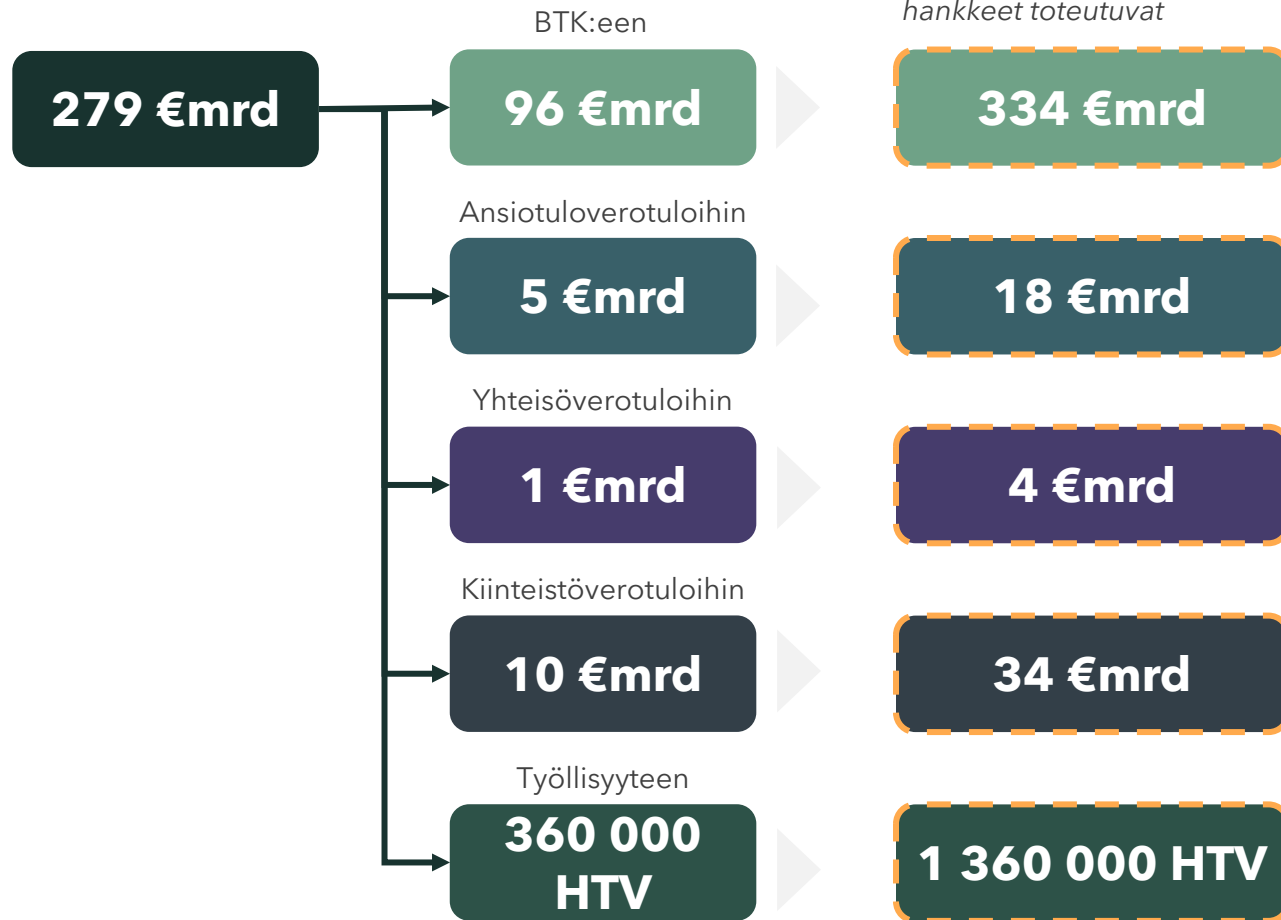 BTK:een
hankkeet toteutuvat
279 €mrd
96 €mrd
334 €mrd
Ansiotuloverotuloihin
5 €mrd
18 €mrd
Yhteisöverotuloihin
1 €mrd
4 €mrd
Kiinteistöverotuloihin
10 €mrd
34 €mrd
Työllisyyteen
360 000
HTV
1 360 000 HTV